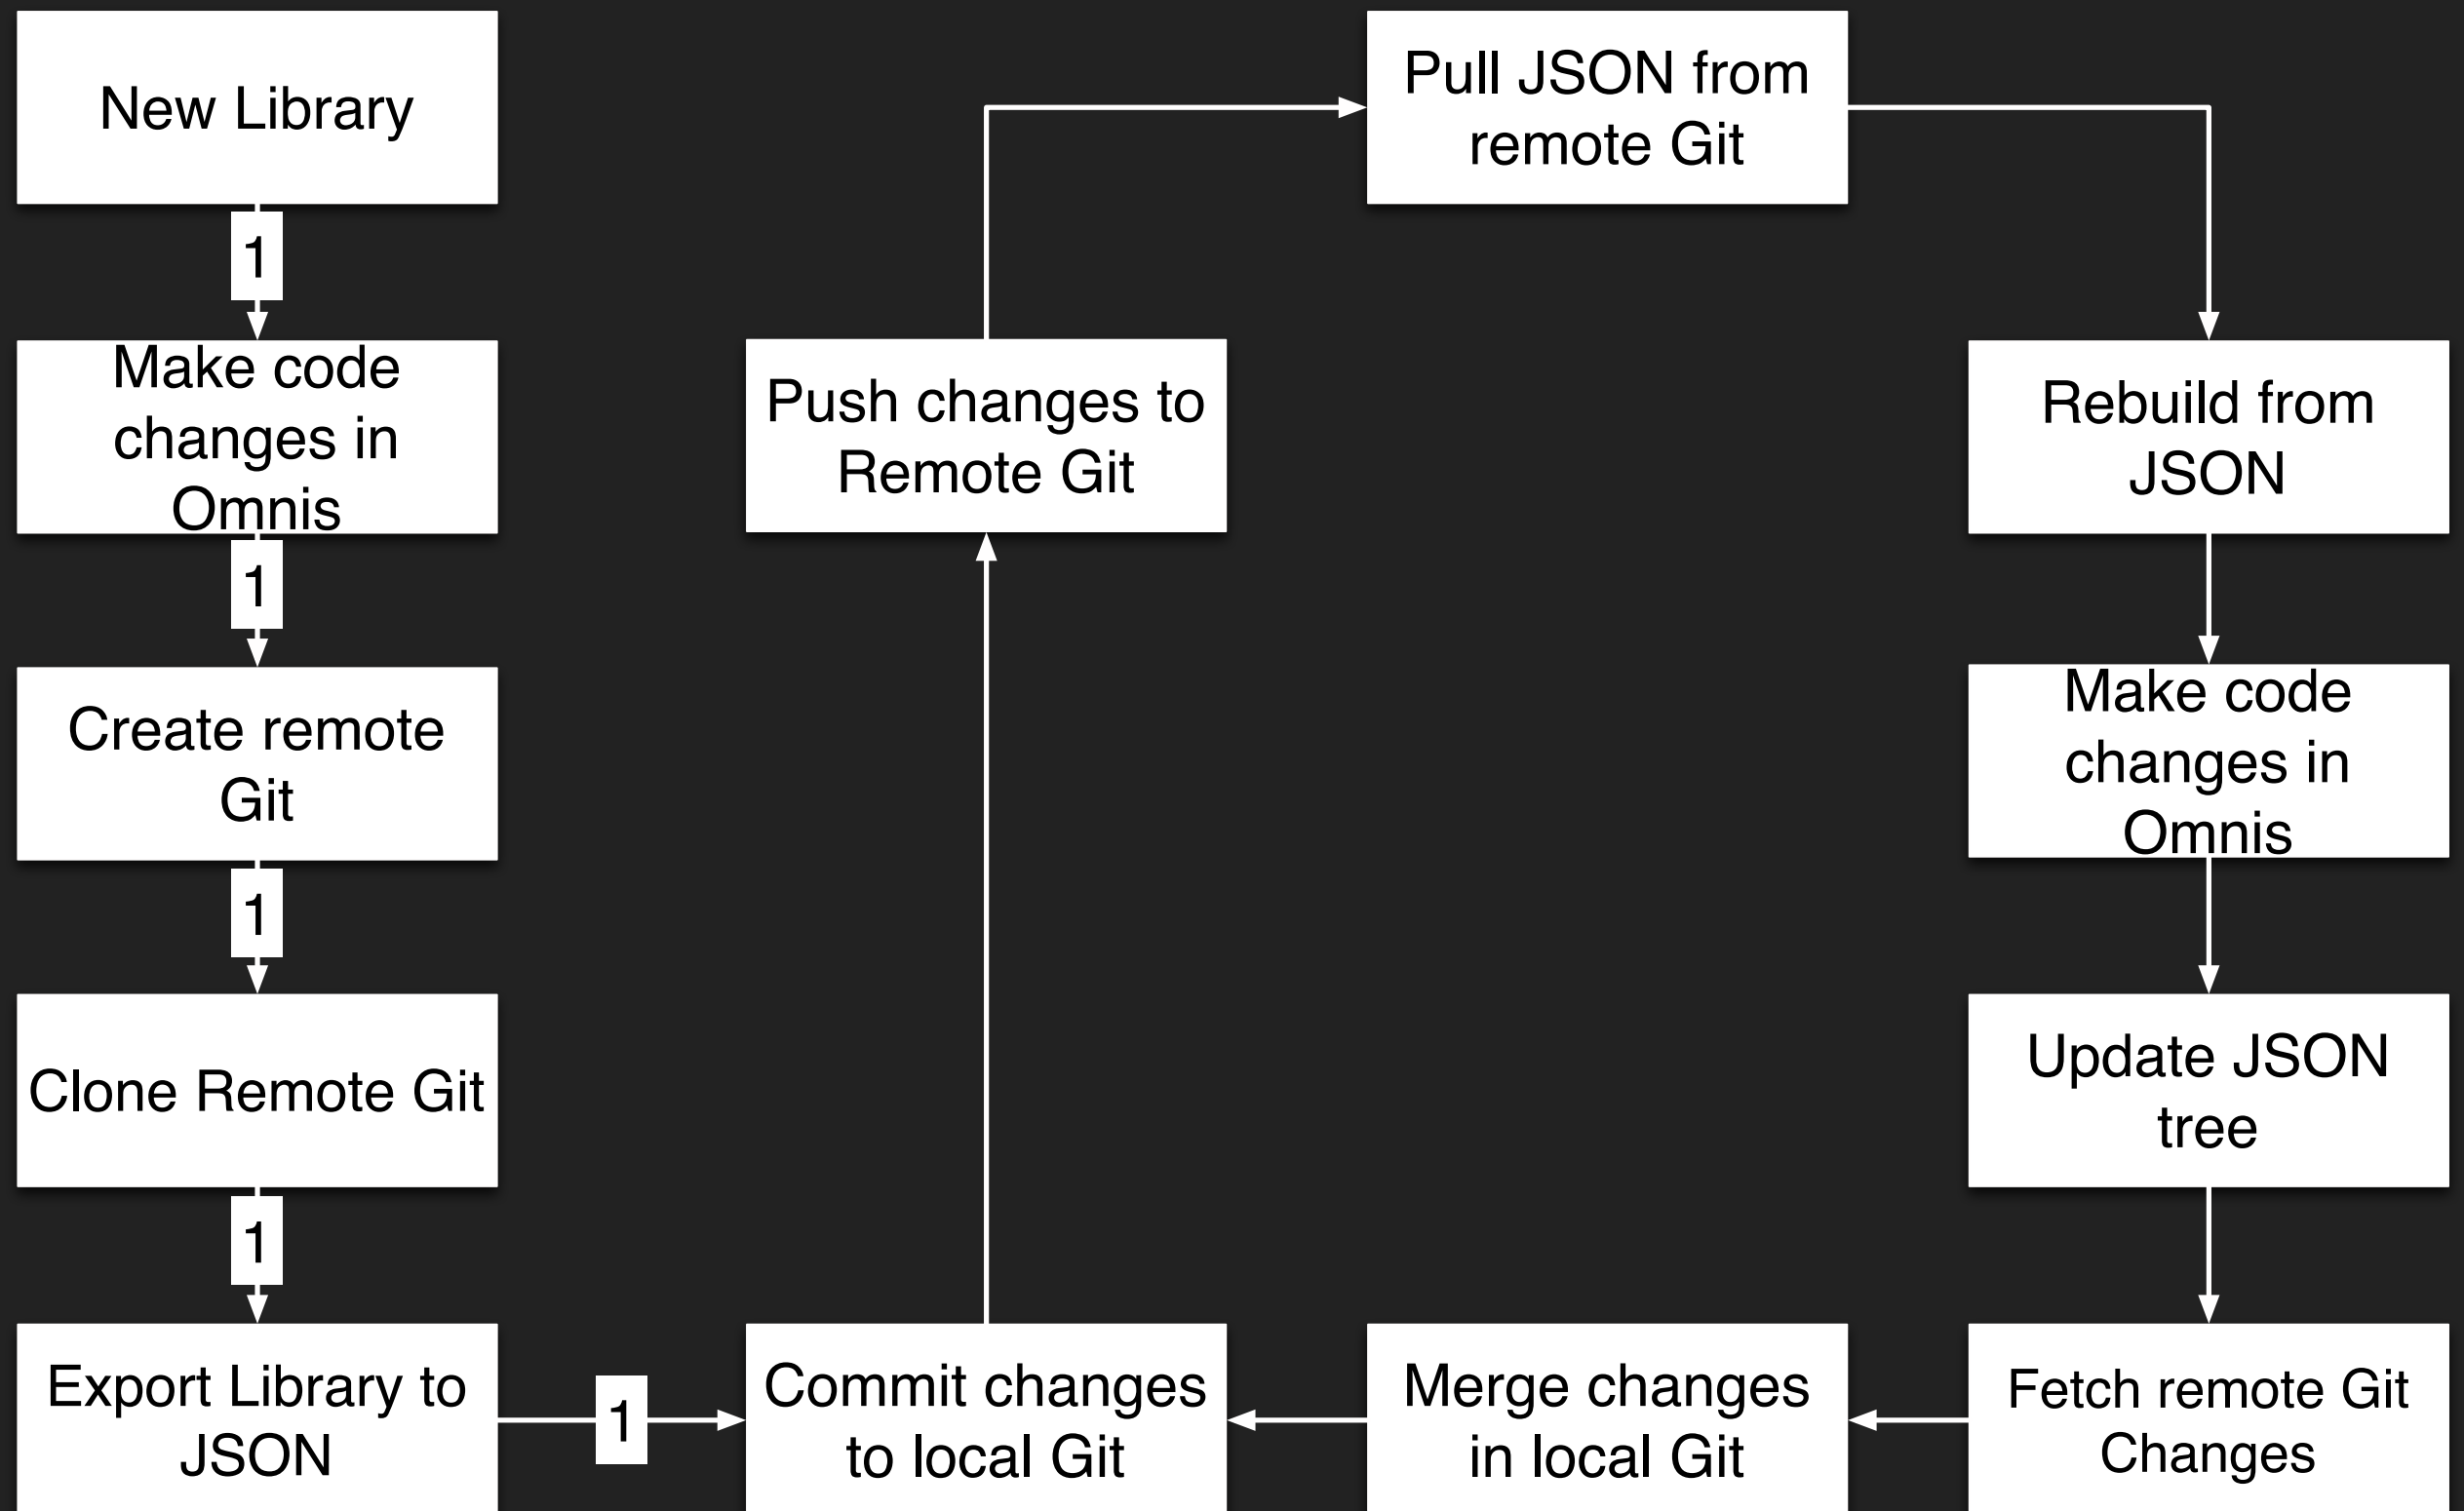 New Library
1
Make code
changes in
Omnis
1
Create remote
Git
1
Clone Remote Git
1
Export Library to
JSON
1
Commit changes
to local Git
Push changes to
Remote Git
Pull JSON from
remote Git
Rebuild from
JSON
Make code
changes in
Omnis
Update JSON
tree
Fetch remote Git
Changes
Merge changes
in local Git